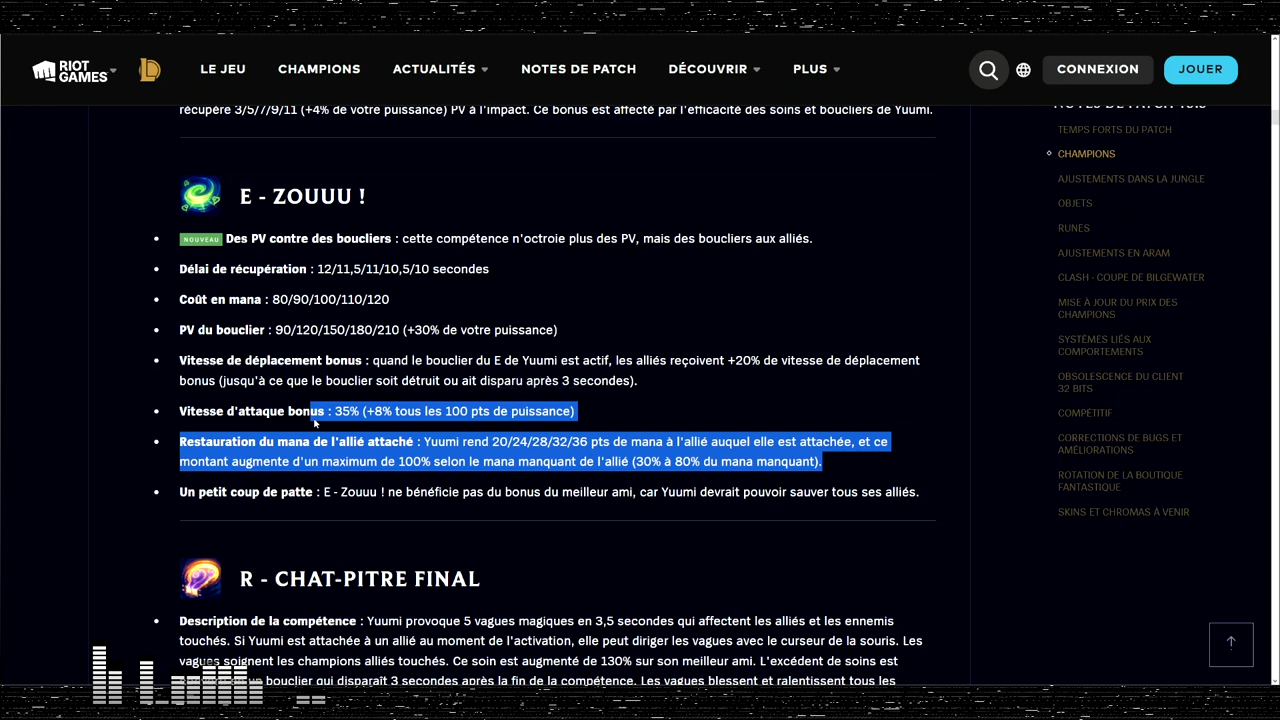 RIOT GAMES
LE JEU
CHAMPIONS
ACTUALITÉS
NOTES DE PATCH
DÉCOUVRIR
PLUS
CONNEXION
JOUER
récupère 3/5/7/9/11 (+4% de votre puissance) PV à l'impact. Ce bonus est affecté par l'efficacité des soins et boucliers de Yuumi.
E - ZOUUU !
NOUVEAU Des PV contre des boucliers : cette compétence n'octroie plus des PV, mais des boucliers aux alliés.
Délai de récupération : 12/11,5/11/10,5/10 secondes
Coût en mana : 80/90/100/110/120
PV du bouclier : 90/120/150/180/210 (+30% de votre puissance)
Vitesse de déplacement bonus : quand le bouclier du E de Yuumi est actif, les alliés reçoivent +20% de vitesse de déplacement
bonus (jusqu'à ce que le bouclier soit détruit ou ait disparu après 3 secondes).
Vitesse d'attaque bonus : 35% (+8% tous les 100 pts de puissance)
Restauration du mana de l'allié attaché : Yuumi rend 20/24/28/32/36 pts de mana à l'allié auquel elle est attachée, et ce
montant augmente d'un maximum de 100% selon le mana manquant de l'allié (30% à 80% du mana manquant).
Un petit coup de patte : E - Zouuu ! ne bénéficie pas du bonus du meilleur ami, car Yuumi devrait pouvoir sauver tous ses alliés.
R - CHAT-PITRE FINAL
Description de la compétence : Yuumi provoque 5 vagues magiques en 3,5 secondes qui affectent les alliés et les ennemis
touchés. Si Yuumi est attachée à un allié au moment de l'activation, elle peut diriger les vagues avec le curseur de la souris. Les
vagues soignent les champions alliés touchés. Ce soin est augmenté de 130% sur son meilleur ami. L'excédent de soins est
qui disparaît 3 secondes après la fin de la compétence. Les vagues blessent et ralentissent tous les
TEMPS FORTS DU PATCH
CHAMPIONS
AJUSTEMENTS DANS LA JUNGLE
OBJETS
RUNES
AJUSTEMENTS EN ARAM
CLASH - COUPE DE BILGEWATER
MISE À JOUR DU PRIX DES
CHAMPIONS
SYSTÈMES LIÉS AUX
COMPORTEMENTS
OBSOLESCENCE DU CLIENT
32 BITS
COMPÉTITIF
CORRECTIONS DE BUGS ET
AMÉLIORATIONS
ROTATION DE LA BOUTIQUE
FANTASTIQUE
SKINS ET CHROMAS À VENIR